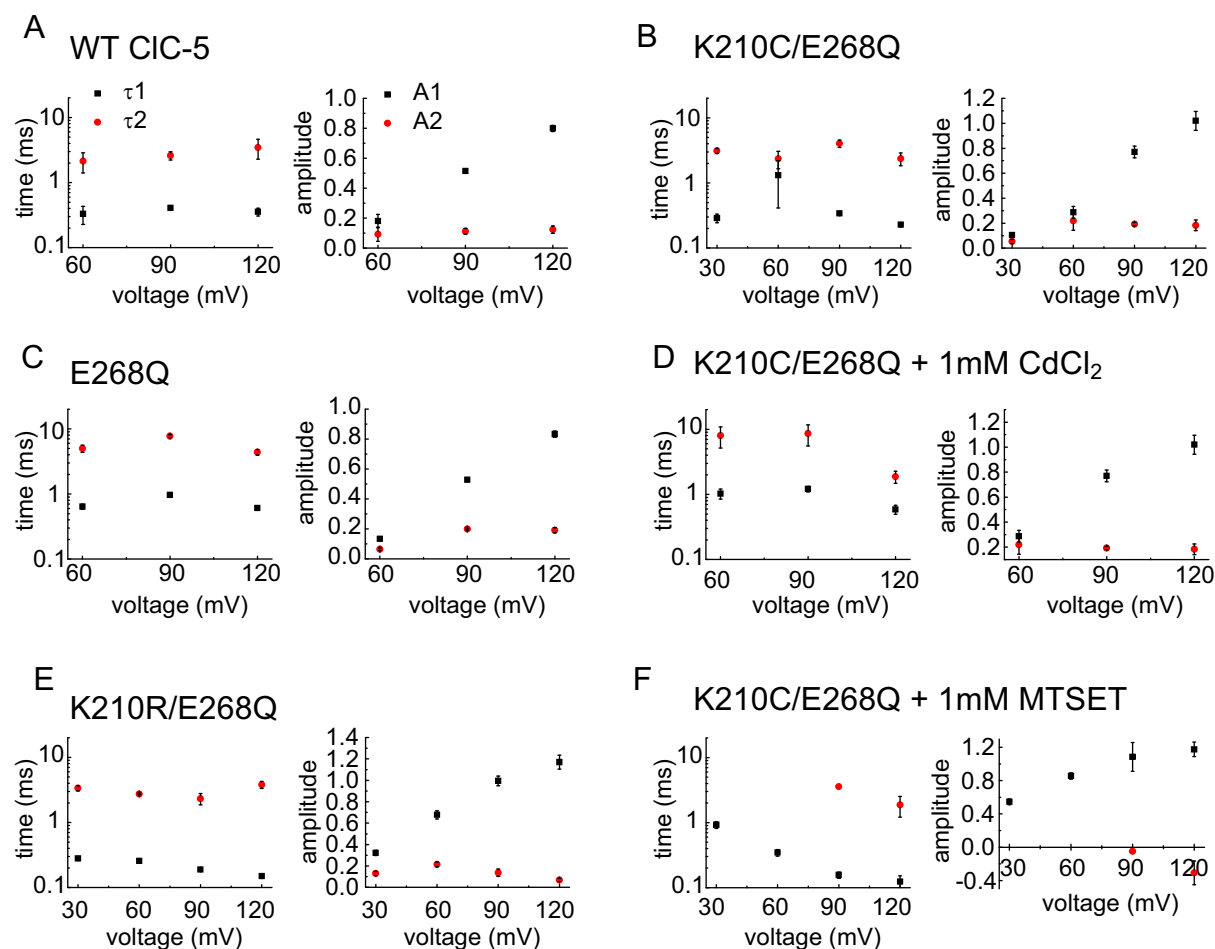 A
WT ClC-5
τ1
τ2
10
1
0.1
time (ms)
60 90 120
voltage (mV)
A1
A2
1.0
0.8
0.6
0.4
0.2
0.0
amplitude
60 90 120
voltage (mV)
B
K210C/E268Q
10
1
0.1
time (ms)
30 60 90 120
voltage (mV)
1.0
0.8
0.6
0.4
0.2
0.0
amplitude
30 60 90 120
voltage (mV)
C
E268Q
10
1
0.1
time (ms)
60 90 120
voltage (mV)
1.0
0.8
0.6
0.4
0.2
0.0
amplitude
60 90 120
voltage (mV)
D
K210C/E268Q + 1mM CdCl₂
10
1
0.1
time (ms)
60 90 120
voltage (mV)
1.2
1.0
0.8
0.6
0.4
0.2
amplitude
60 90 120
voltage (mV)
E
K210R/E268Q
10
1
0.1
time (ms)
30 60 90 120
voltage (mV)
1.4
1.2
1.0
0.8
0.6
0.4
0.2
0.0
amplitude
30 60 90 120
voltage (mV)
F
K210C/E268Q + 1mM MTSET
10
1
0.1
time (ms)
30 60 90 120
voltage (mV)
1.2
0.8
0.4
0.0
-0.4
amplitude
30 60 90 120
voltage (mV)